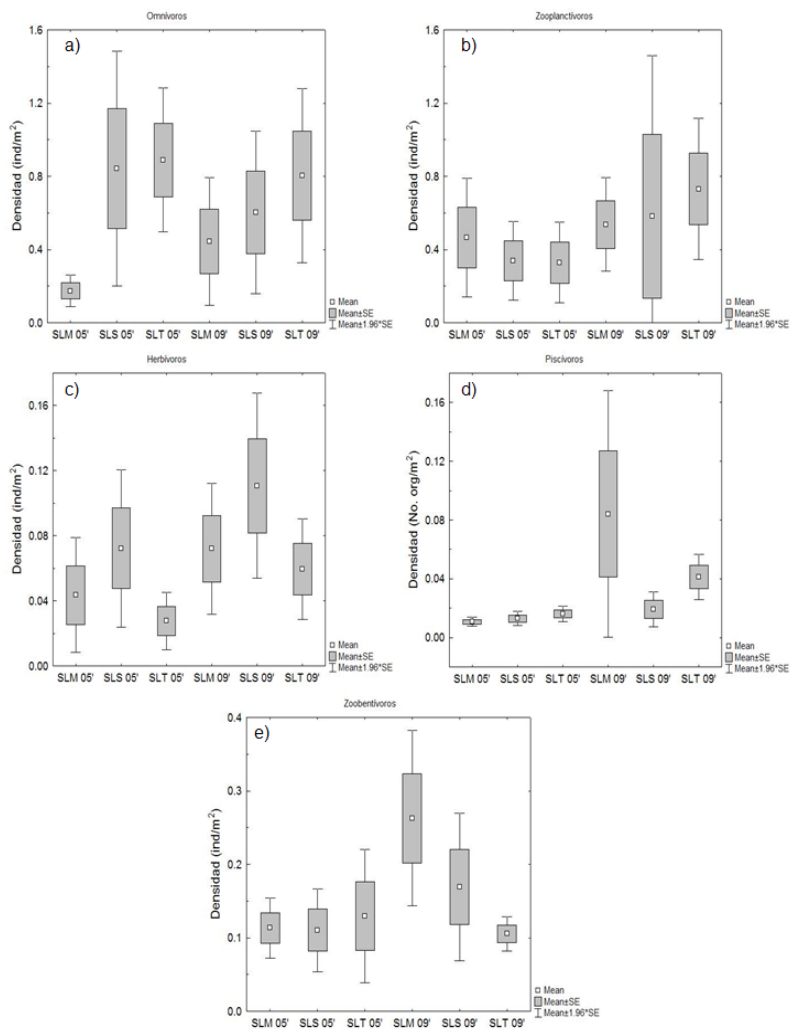 Omnívoros
a)
Densidad (ind/m²)
1.6
1.2
0.8
0.4
0.0
SLM 05' SLS 05' SLT 05' SLM 09' SLS 09' SLT 09'
Mean
Mean±SE
Mean±1.96*SE
Zooplanctívoros
b)
Densidad (ind/m²)
1.6
1.2
0.8
0.4
0.0
SLM 05' SLS 05' SLT 05' SLM 09' SLS 09' SLT 09'
Mean
Mean±SE
Mean±1.96*SE
Herbívoros
c)
Densidad (ind/m²)
0.16
0.12
0.08
0.04
0.00
SLM 05' SLS 05' SLT 05' SLM 09' SLS 09' SLT 09'
Mean
Mean±SE
Mean±1.96*SE
Piscívoros
d)
Densidad (No. org/m²)
0.16
0.12
0.08
0.04
0.00
SLM 05' SLS 05' SLT 05' SLM 09' SLS 09' SLT 09'
Mean
Mean±SE
Mean±1.96*SE
Zoobentívoros
e)
Densidad (ind/m²)
0.4
0.3
0.2
0.1
0.0
SLM 05' SLS 05' SLT 05' SLM 09' SLS 09' SLT 09'
Mean
Mean±SE
Mean±1.96*SE